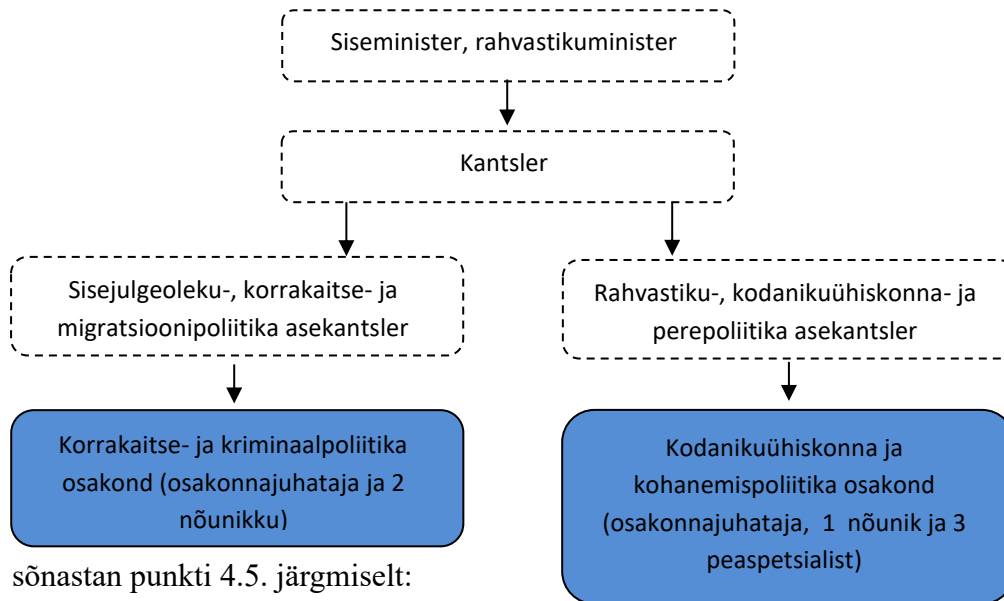 Siseminister, rahvastikuminister
Kantsler
Sisejulgeoleku-, korrakaitse- ja
migratsioonipoliitika asekantsler
Rahvastiku-, kodanikuühiskonna- ja
perepoliitika asekantsler
Korrakaitse- ja kriminaalpoliitika
osakond (osakonnajuhataja ja 2
nõunikku)
Kodanikuühiskonna ja
kohanemispoliitika osakond
(osakonnajuhataja, 1 nõunik ja 3
peaspetsialist)
sõnastan punkti 4.5. järgmiselt: